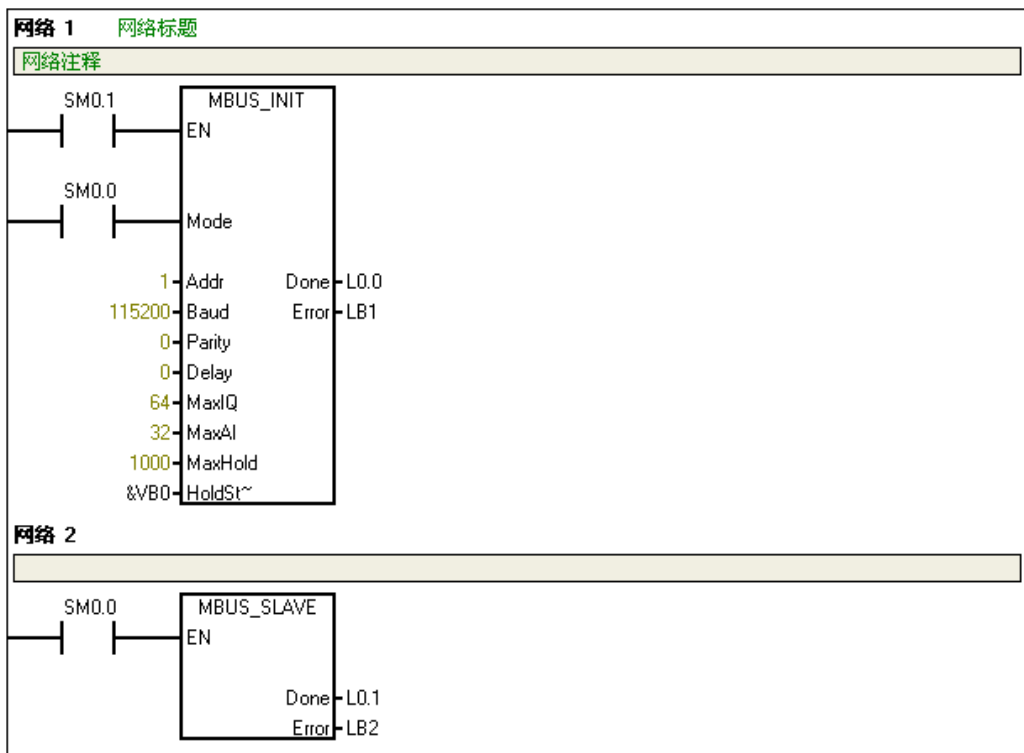 网络 1 网络标题
网络注释
SM0.1 MBUS_INIT
EN
SM0.0
Mode
1 Addr Done L0.0
115200 Baud Error LB1
0 Parity
0 Delay
64 MaxIQ
32 MaxAI
1000 MaxHold
&VB0 HoldSt~
网络 2
SM0.0 MBUS_SLAVE
EN
Done L0.1
Error LB2